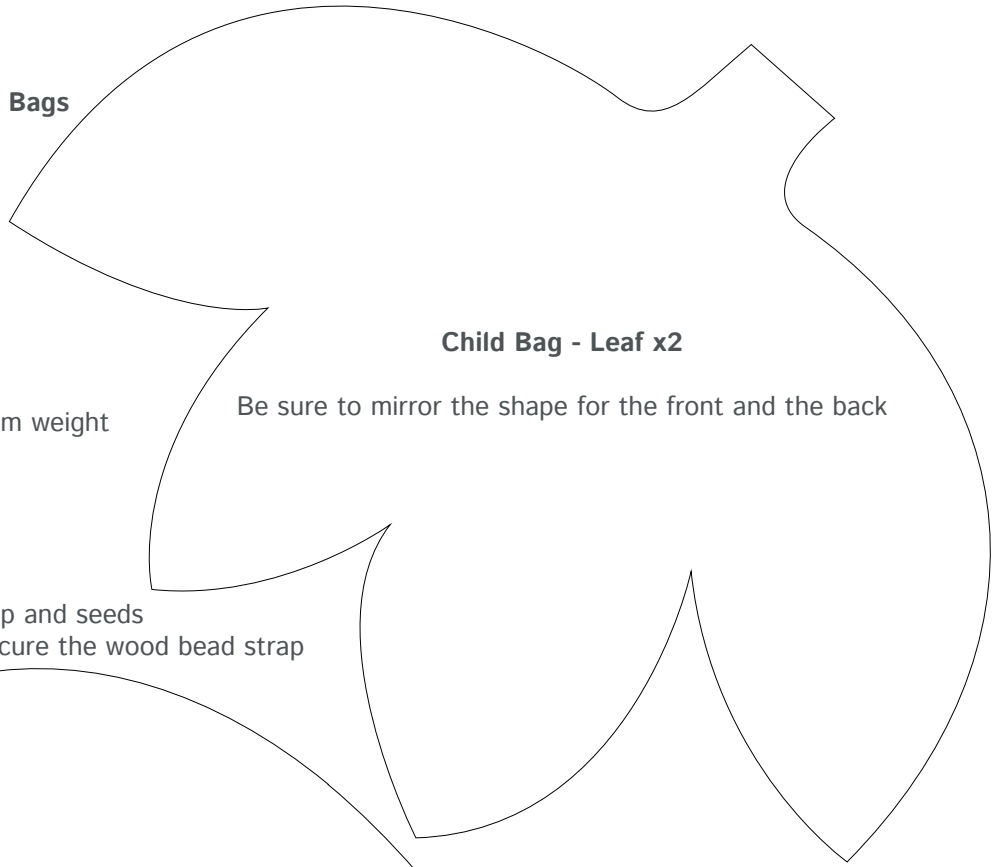 Bags
Child Bag - Leaf x2
Be sure to mirror the shape for the front and the back
weight
and seeds
the wood bead strap